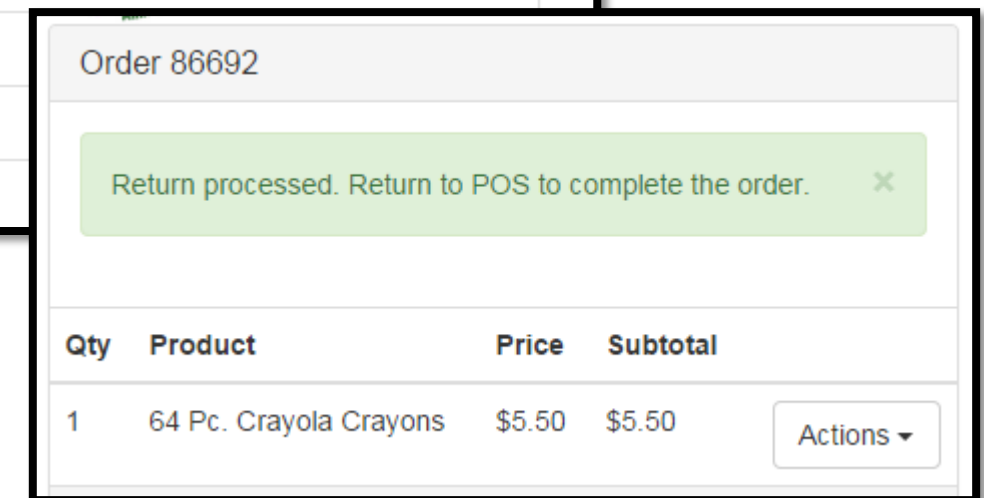 Order 86692
Return processed. Return to POS to complete the order. ×
Qty Product Price Subtotal
1 64 Pc. Crayola Crayons $5.50 $5.50 Actions